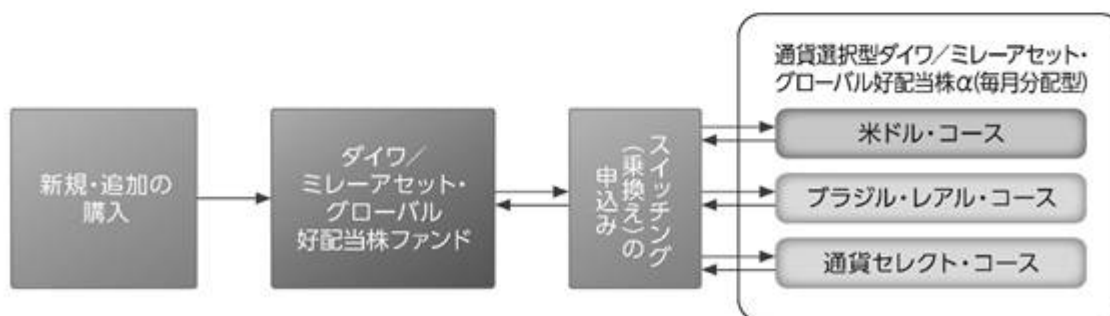 新規・追加の
購入
ダイワ/
ミレーアセット・
グローバル
好配当株ファンド
スイッチング
(乗換え)の
申込み
通貨選択型ダイワ/ミレーアセット・
グローバル好配当株α(毎月分配型)
米ドル・コース
ブラジル・レアル・コース
通貨セレクト・コース